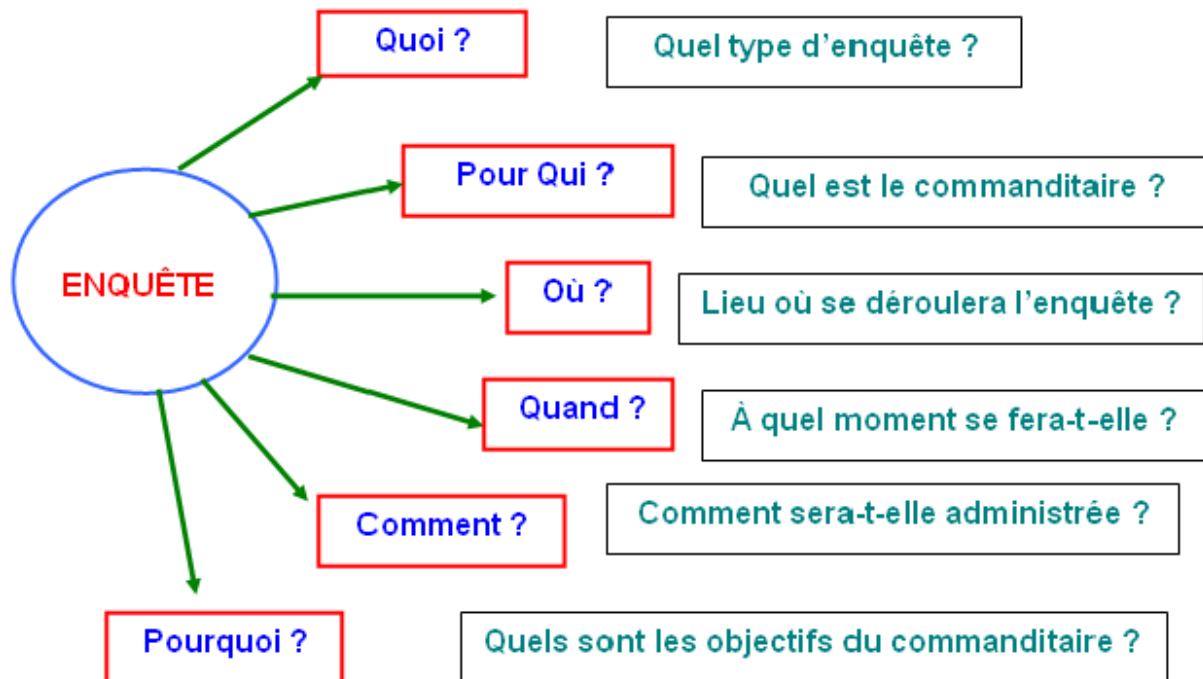 Quoi ?
Quel type d'enquête ?
Pour Qui ?
Quel est le commanditaire ?
ENQUÊTE
Où ?
Lieu où se déroulera l'enquête ?
Quand ?
À quel moment se fera-t-elle ?
Comment ?
Comment sera-t-elle administrée ?
Pourquoi ?
Quels sont les objectifs du commanditaire ?